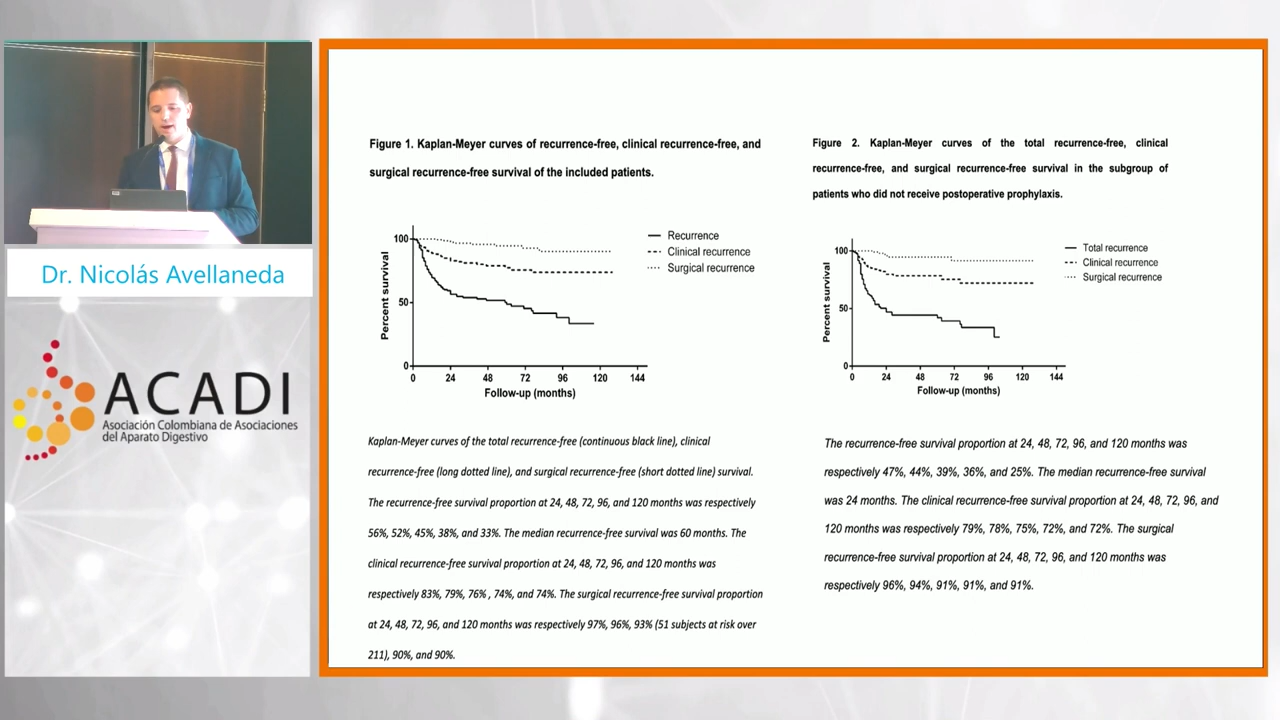 Dr. Nicolás Avellaneda
ACADI
Asociación Colombiana de Asociaciones
del Aparato Digestivo
Figure 1. Kaplan-Meyer curves of recurrence-free, clinical recurrence-free, and
surgical recurrence-free survival of the included patients.
Percent survival
100
50
0
0 24 48 72 96 120 144
Follow-up (months)
Recurrence
Clinical recurrence
Surgical recurrence
Kaplan-Meyer curves of the total recurrence-free (continuous black line), clinical
recurrence-free (long dotted line), and surgical recurrence-free (short dotted line) survival.
The recurrence-free survival proportion at 24, 48, 72, 96, and 120 months was respectively
56%, 52%, 45%, 38%, and 33%. The median recurrence-free survival was 60 months. The
clinical recurrence-free survival proportion at 24, 48, 72, 96, and 120 months was
respectively 83%, 79%, 76% , 74%, and 74%. The surgical recurrence-free survival proportion
at 24, 48, 72, 96, and 120 months was respectively 97%, 96%, 93% (51 subjects at risk over
211), 90%, and 90%.
Figure 2. Kaplan-Meyer curves of the total recurrence-free, clinical
recurrence-free, and surgical recurrence-free survival in the subgroup of
patients who did not receive postoperative prophylaxis.
Percent survival
100
50
0
0 24 48 72 96 120 144
Follow-up (months)
Total recurrence
Clinical recurrence
Surgical recurrence
The recurrence-free survival proportion at 24, 48, 72, 96, and 120 months was
respectively 47%, 44%, 39%, 36%, and 25%. The median recurrence-free survival
was 24 months. The clinical recurrence-free survival proportion at 24, 48, 72, 96, and
120 months was respectively 79%, 78%, 75%, 72%, and 72%. The surgical
recurrence-free survival proportion at 24, 48, 72, 96, and 120 months was
respectively 96%, 94%, 91%, 91%, and 91%.